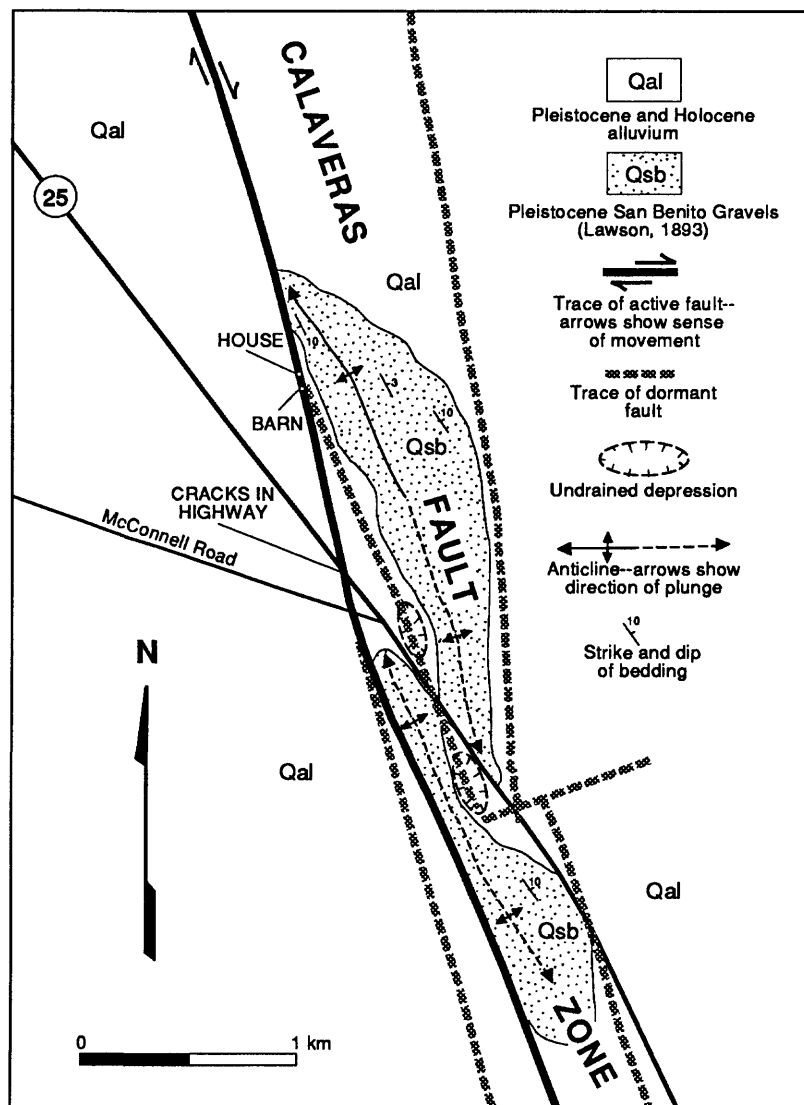 CALAVERAS
FAULT
ZONE
Qal
25
Qal
HOUSE
10
3
10
BARN
Qsb
CRACKS IN
HIGHWAY
McConnell Road
N
Qal
10
Qal
Qsb
0 1 km
Qal
Pleistocene and Holocene
alluvium
Qsb
Pleistocene San Benito Gravels
(Lawson, 1893)
Trace of active fault--
arrows show sense
of movement
Trace of dormant
fault
Undrained depression
Anticline--arrows show
direction of plunge
10
Strike and dip
of bedding